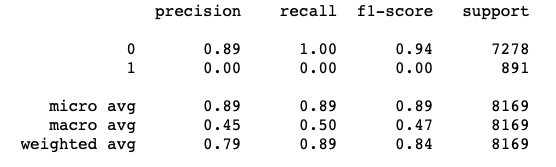 precision recall f1-score support
0 0.89 1.00 0.94 7278
1 0.00 0.00 0.00 891
micro avg 0.89 0.89 0.89 8169
macro avg 0.45 0.50 0.47 8169
weighted avg 0.79 0.89 0.84 8169